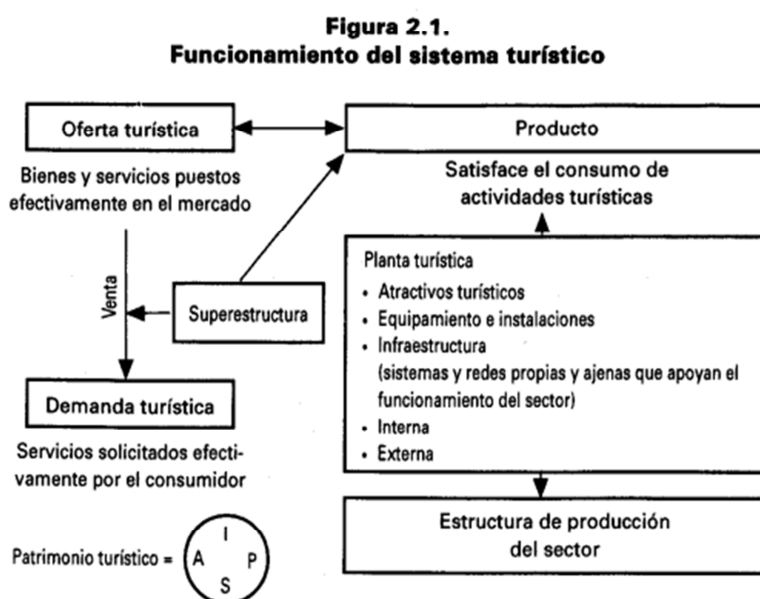 Figura 2.1.
Funcionamiento del sistema turístico
Oferta turística
Bienes y servicios puestos
efectivamente en el mercado
Venta
Superestructura
Demanda turística
Servicios solicitados efecti-
vamente por el consumidor
Patrimonio turístico =
I
A P
S
Producto
Satisface el consumo de
actividades turísticas
Planta turística
• Atractivos turísticos
• Equipamiento e instalaciones
• Infraestructura
(sistemas y redes propias y ajenas que apoyan el
funcionamiento del sector)
• Interna
• Externa
Estructura de producción
del sector